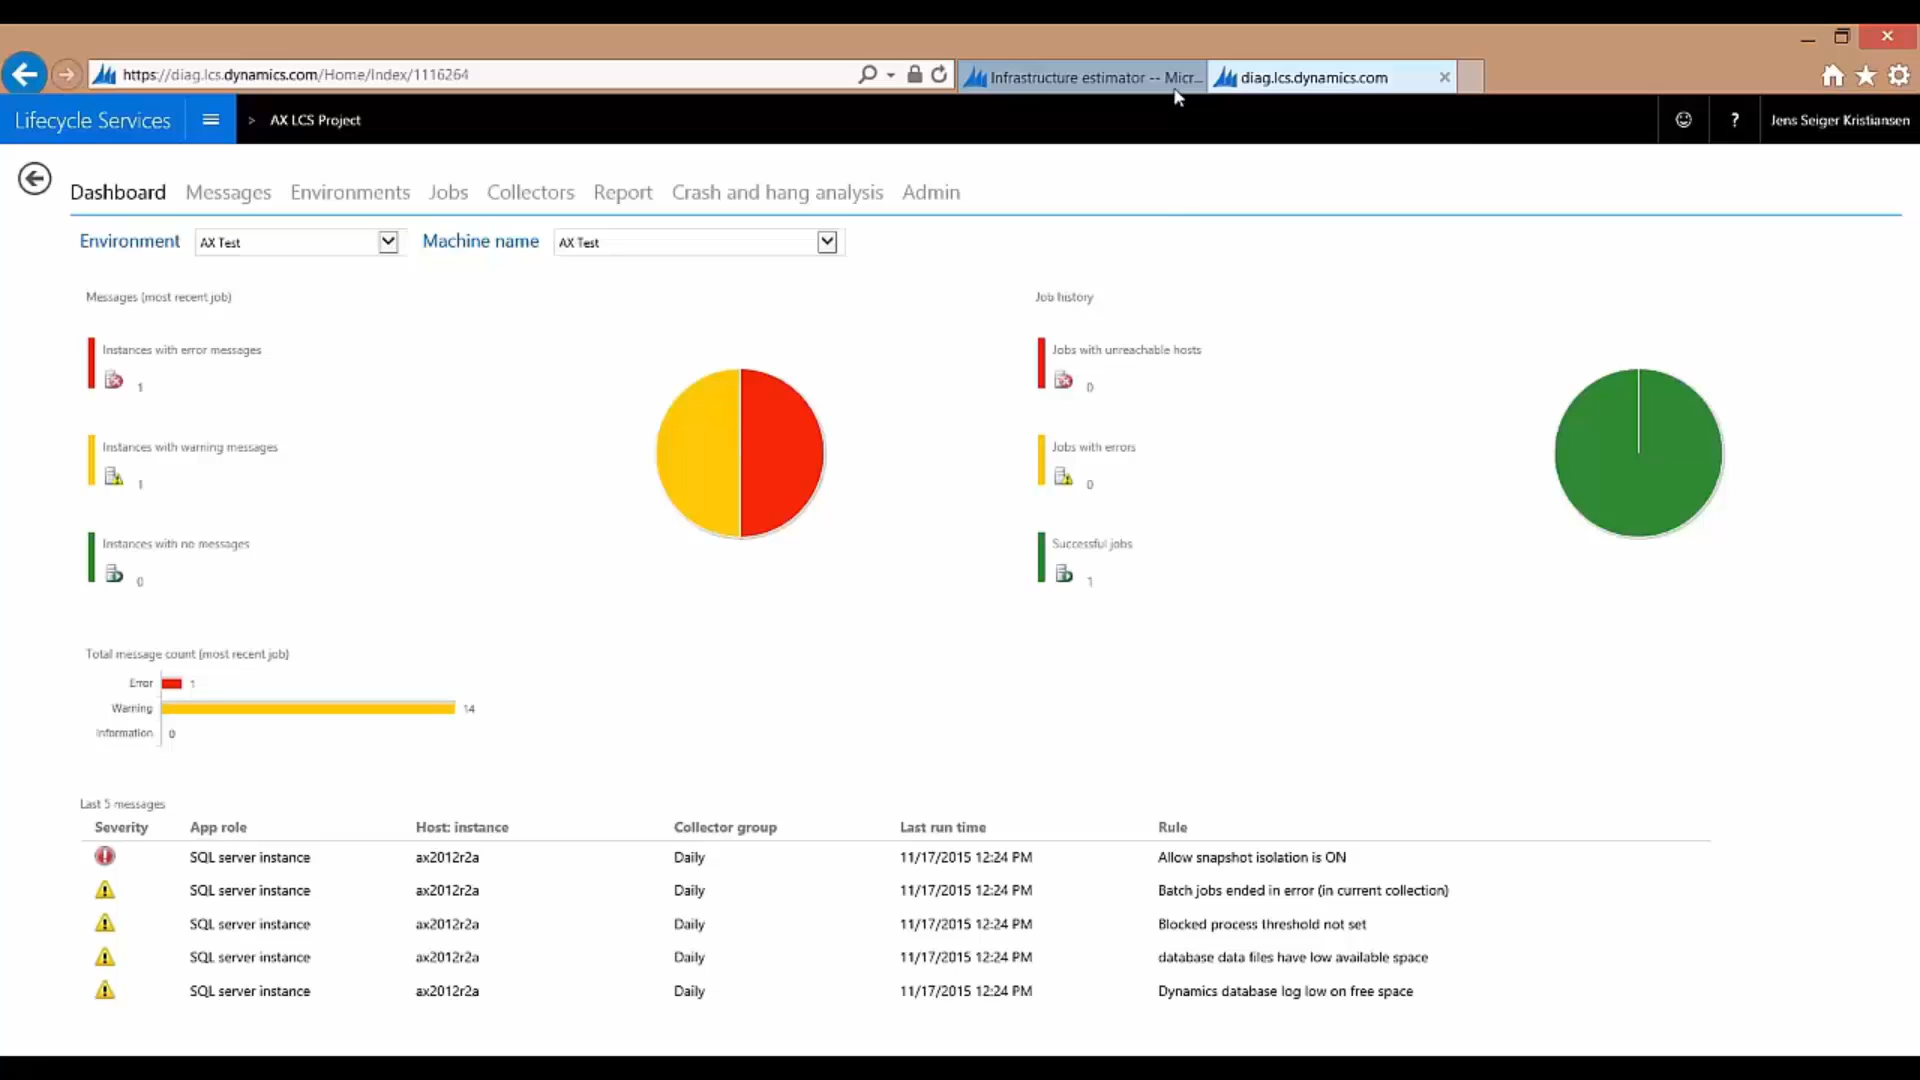 https://diag.lcs.dynamics.com/Home/Index/1116264
Infrastructure estimator -- Micr...
diag.lcs.dynamics.com
Lifecycle Services
> AX LCS Project
?
Jens Seiger Kristiansen
Dashboard Messages Environments Jobs Collectors Report Crash and hang analysis Admin
Environment AX Test Machine name AX Test
Messages (most recent job)
Instances with error messages
1
Instances with warning messages
1
Instances with no messages
0
Job history
Jobs with unreachable hosts
0
Jobs with errors
0
Successful jobs
1
Total message count (most recent job)
Error 1
Warning 14
Information 0
Last 5 messages
Severity App role Host: instance Collector group Last run time Rule
SQL server instance ax2012r2a Daily 11/17/2015 12:24 PM Allow snapshot isolation is ON
SQL server instance ax2012r2a Daily 11/17/2015 12:24 PM Batch jobs ended in error (in current collection)
SQL server instance ax2012r2a Daily 11/17/2015 12:24 PM Blocked process threshold not set
SQL server instance ax2012r2a Daily 11/17/2015 12:24 PM database data files have low available space
SQL server instance ax2012r2a Daily 11/17/2015 12:24 PM Dynamics database log low on free space